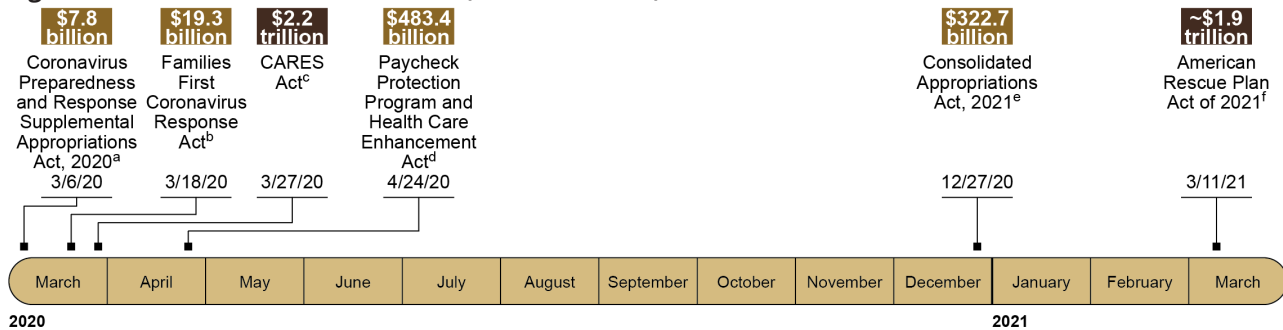 $7.8
billion
Coronavirus
Preparedness
and Response
Supplemental
Appropriations
Act, 2020a
3/6/20
$19.3
billion
Families
First
Coronavirus
Response
Actb
3/18/20
$2.2
trillion
CARES
Actc
3/27/20
$483.4
billion
Paycheck
Protection
Program and
Health Care
Enhancement
Actd
4/24/20
$322.7
billion
Consolidated
Appropriations
Act, 2021e
12/27/20
~$1.9
trillion
American
Rescue Plan
Act of 2021f
3/11/21
March April May June July August September October November December January February March
2020 2021